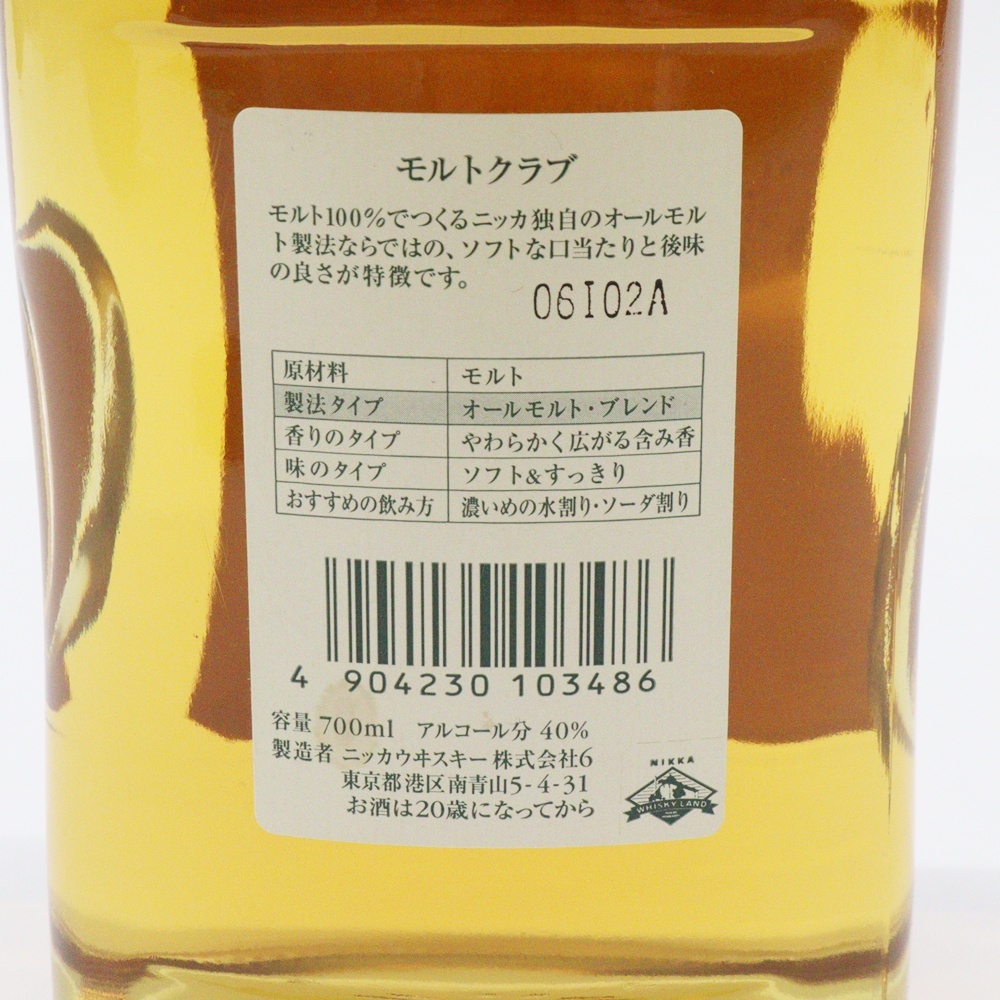 モルトクラブ
モルト100%でつくるニッカ独自のオールモル
ト製法ならではの、ソフトな口当たりと後味
の良さが特徴です。
06I02A
原材料 モルト
製法タイプ オールモルト・ブレンド
香りのタイプ やわらかく広がる含み香
味のタイプ ソフト&すっきり
おすすめの飲み方 濃いめの水割り・ソーダ割り
4 904230 103486
容量 700ml アルコール分 40%
製造者 ニッカウヰスキー株式会社6
東京都港区南青山5-4-31
お酒は20歳になってから
NIKKA
WHISKY LAND